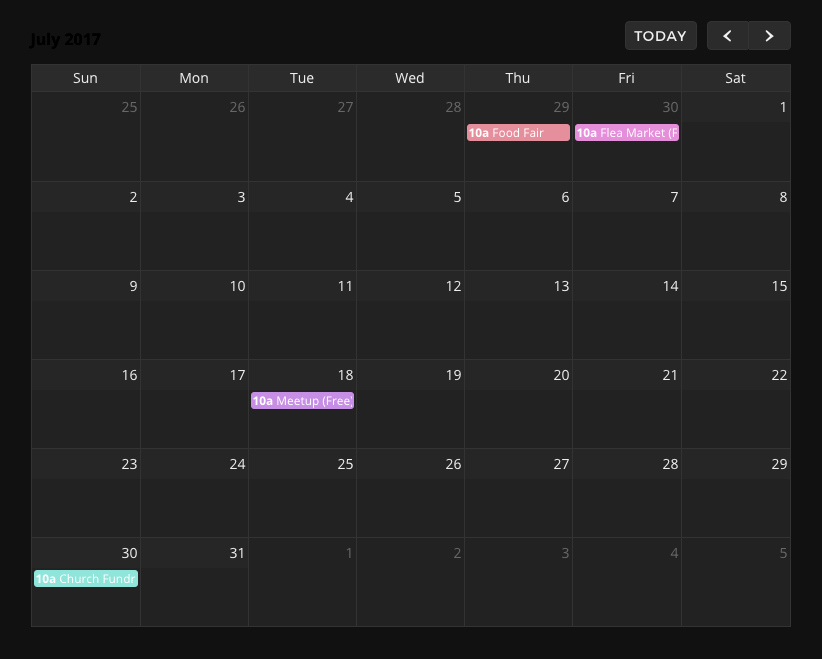 July 2017
TODAY
Sun Mon Tue Wed Thu Fri Sat
25 26 27 28 29 30 1
10a Food Fair 10a Flea Market (F
2 3 4 5 6 7 8
9 10 11 12 13 14 15
16 17 18 19 20 21 22
10a Meetup (Free)
23 24 25 26 27 28 29
30 31 1 2 3 4 5
10a Church Fundr